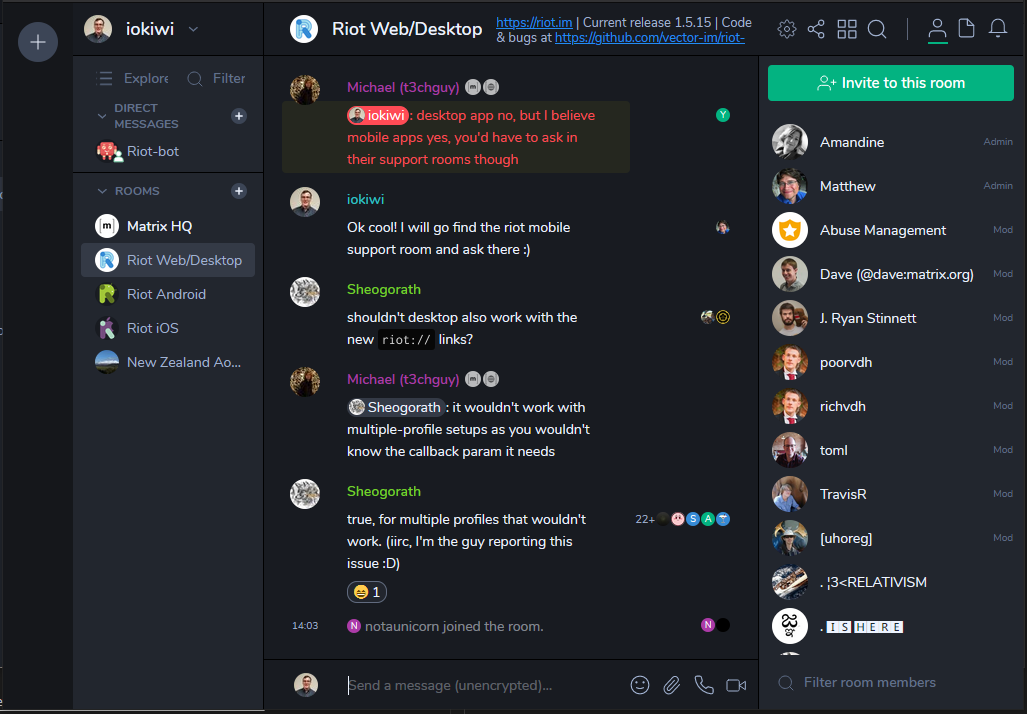 iokiwi
Explore
Filter
DIRECT
MESSAGES
Riot-bot
ROOMS
Matrix HQ
Riot Web/Desktop
Riot Android
Riot iOS
New Zealand Ao...
Riot Web/Desktop
https://riot.im | Current release 1.5.15 | Code
& bugs at https://github.com/vector-im/riot-
Michael (t3chguy)
iokiwi: desktop app no, but I believe
mobile apps yes, you'd have to ask in
their support rooms though
Y
iokiwi
Ok cool! I will go find the riot mobile
support room and ask there :)
Sheogorath
shouldn't desktop also work with the
new riot:// links?
Michael (t3chguy)
Sheogorath: it wouldn't work with
multiple-profile setups as you wouldn't
know the callback param it needs
Sheogorath
true, for multiple profiles that wouldn't
work. (iirc, I'm the guy reporting this
issue :D)
22+ S A
😄 1
14:03 N notaunicorn joined the room. N
Send a message (unencrypted)...
Invite to this room
Amandine Admin
Matthew Admin
Abuse Management Mod
Dave (@dave:matrix.org) Mod
J. Ryan Stinnett Mod
poorvdh Mod
richvdh Mod
toml Mod
TravisR Mod
[uhoreg] Mod
. ¦3<RELATIVISM
. I S H E R E
Filter room members